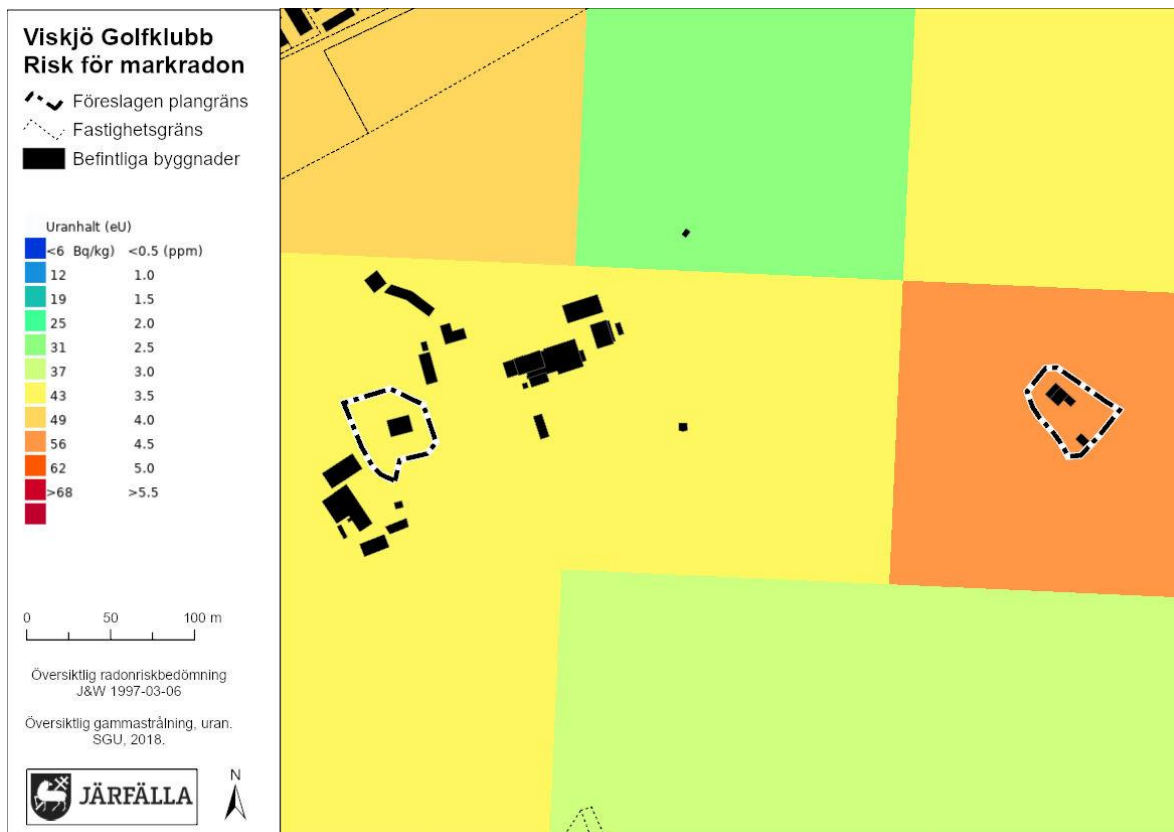 Viskjö Golfklubb
Risk för markradon
Föreslagen plangräns
Fastighetsgräns
Befintliga byggnader
Uranhalt (eU)
<6 Bq/kg) <0.5 (ppm)
12 1.0
19 1.5
25 2.0
31 2.5
37 3.0
43 3.5
49 4.0
56 4.5
62 5.0
>68 >5.5
0 50 100 m
Översiktlig radonriskbedömning
J&W 1997-03-06
Översiktlig gammastrålning, uran.
SGU, 2018.
N
JÄRFÄLLA